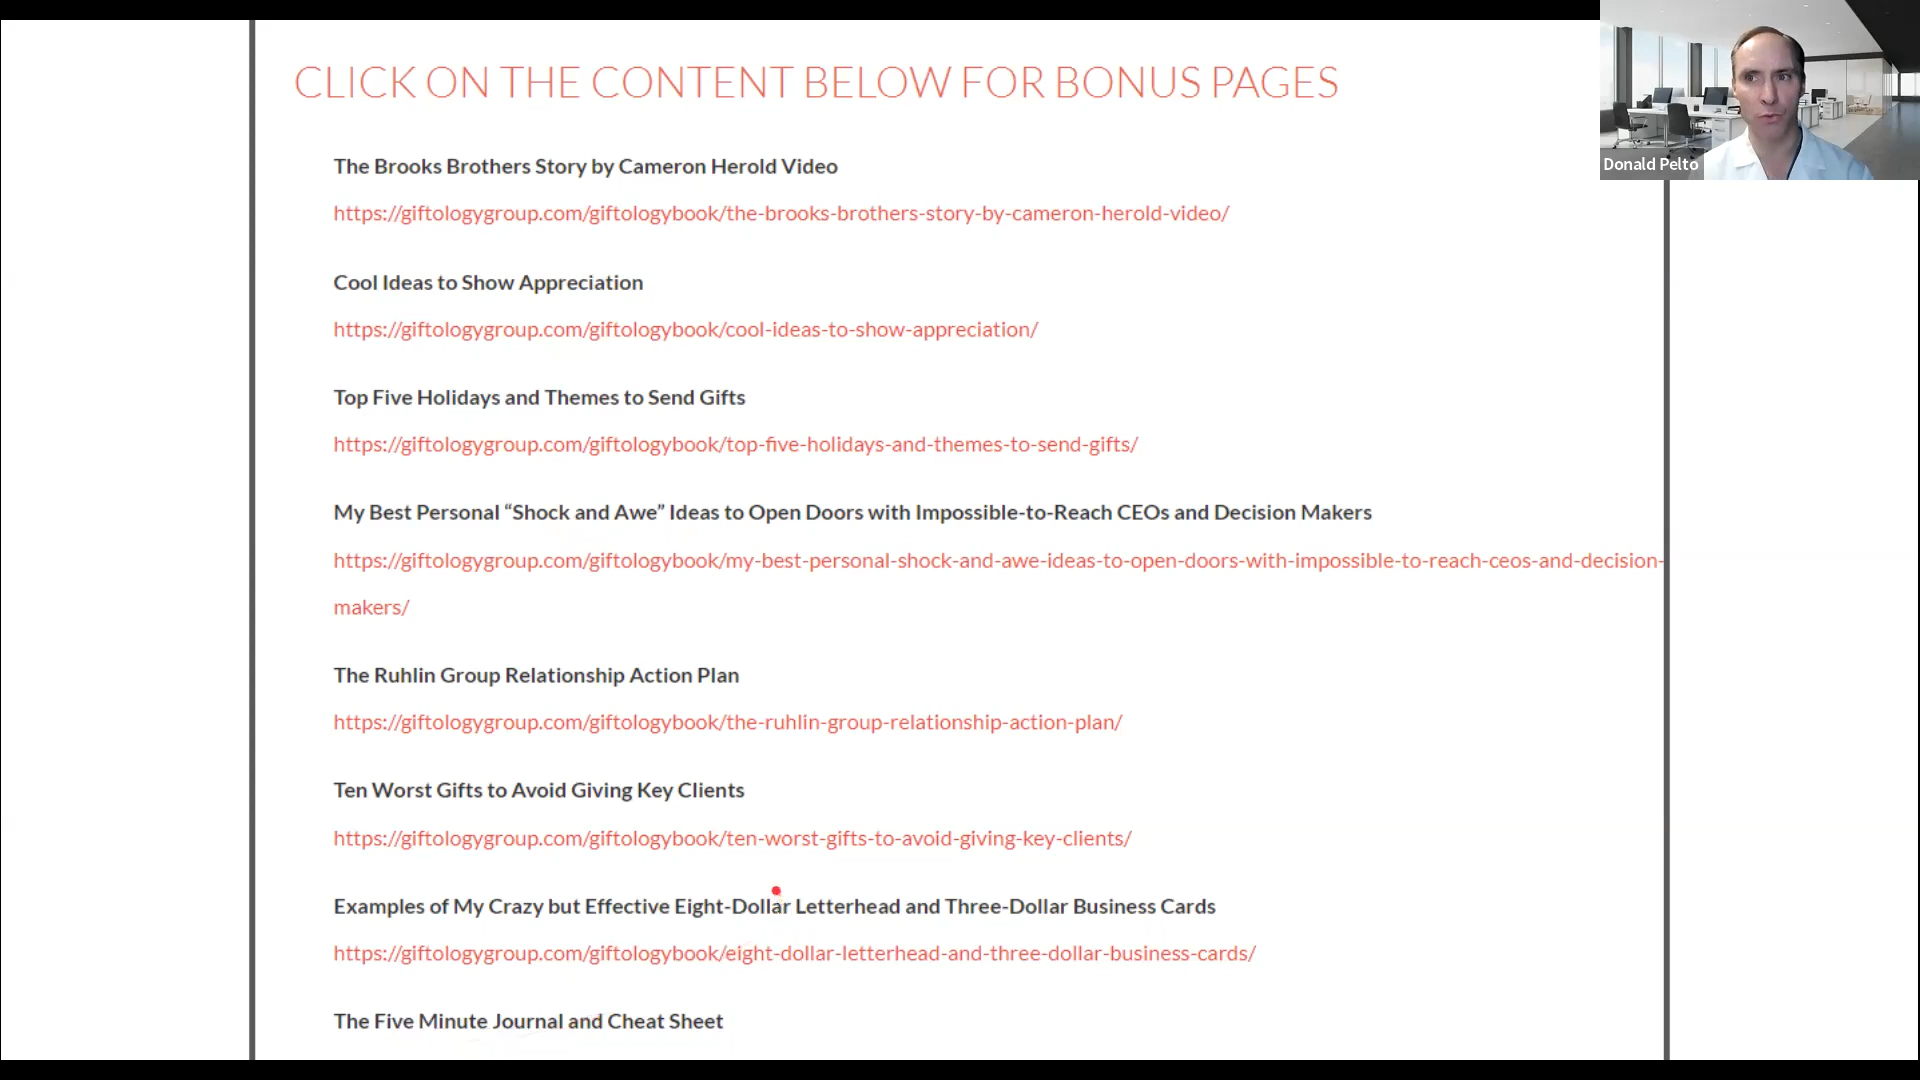 CLICK ON THE CONTENT BELOW FOR BONUS PAGES
Donald Pelto
The Brooks Brothers Story by Cameron Herold Video
https://giftologygroup.com/giftologybook/the-brooks-brothers-story-by-cameron-herold-video/
Cool Ideas to Show Appreciation
https://giftologygroup.com/giftologybook/cool-ideas-to-show-appreciation/
Top Five Holidays and Themes to Send Gifts
https://giftologygroup.com/giftologybook/top-five-holidays-and-themes-to-send-gifts/
My Best Personal “Shock and Awe” Ideas to Open Doors with Impossible-to-Reach CEOs and Decision Makers
https://giftologygroup.com/giftologybook/my-best-personal-shock-and-awe-ideas-to-open-doors-with-impossible-to-reach-ceos-and-decision-
makers/
The Ruhlin Group Relationship Action Plan
https://giftologygroup.com/giftologybook/the-ruhlin-group-relationship-action-plan/
Ten Worst Gifts to Avoid Giving Key Clients
https://giftologygroup.com/giftologybook/ten-worst-gifts-to-avoid-giving-key-clients/
Examples of My Crazy but Effective Eight-Dollar Letterhead and Three-Dollar Business Cards
https://giftologygroup.com/giftologybook/eight-dollar-letterhead-and-three-dollar-business-cards/
The Five Minute Journal and Cheat Sheet